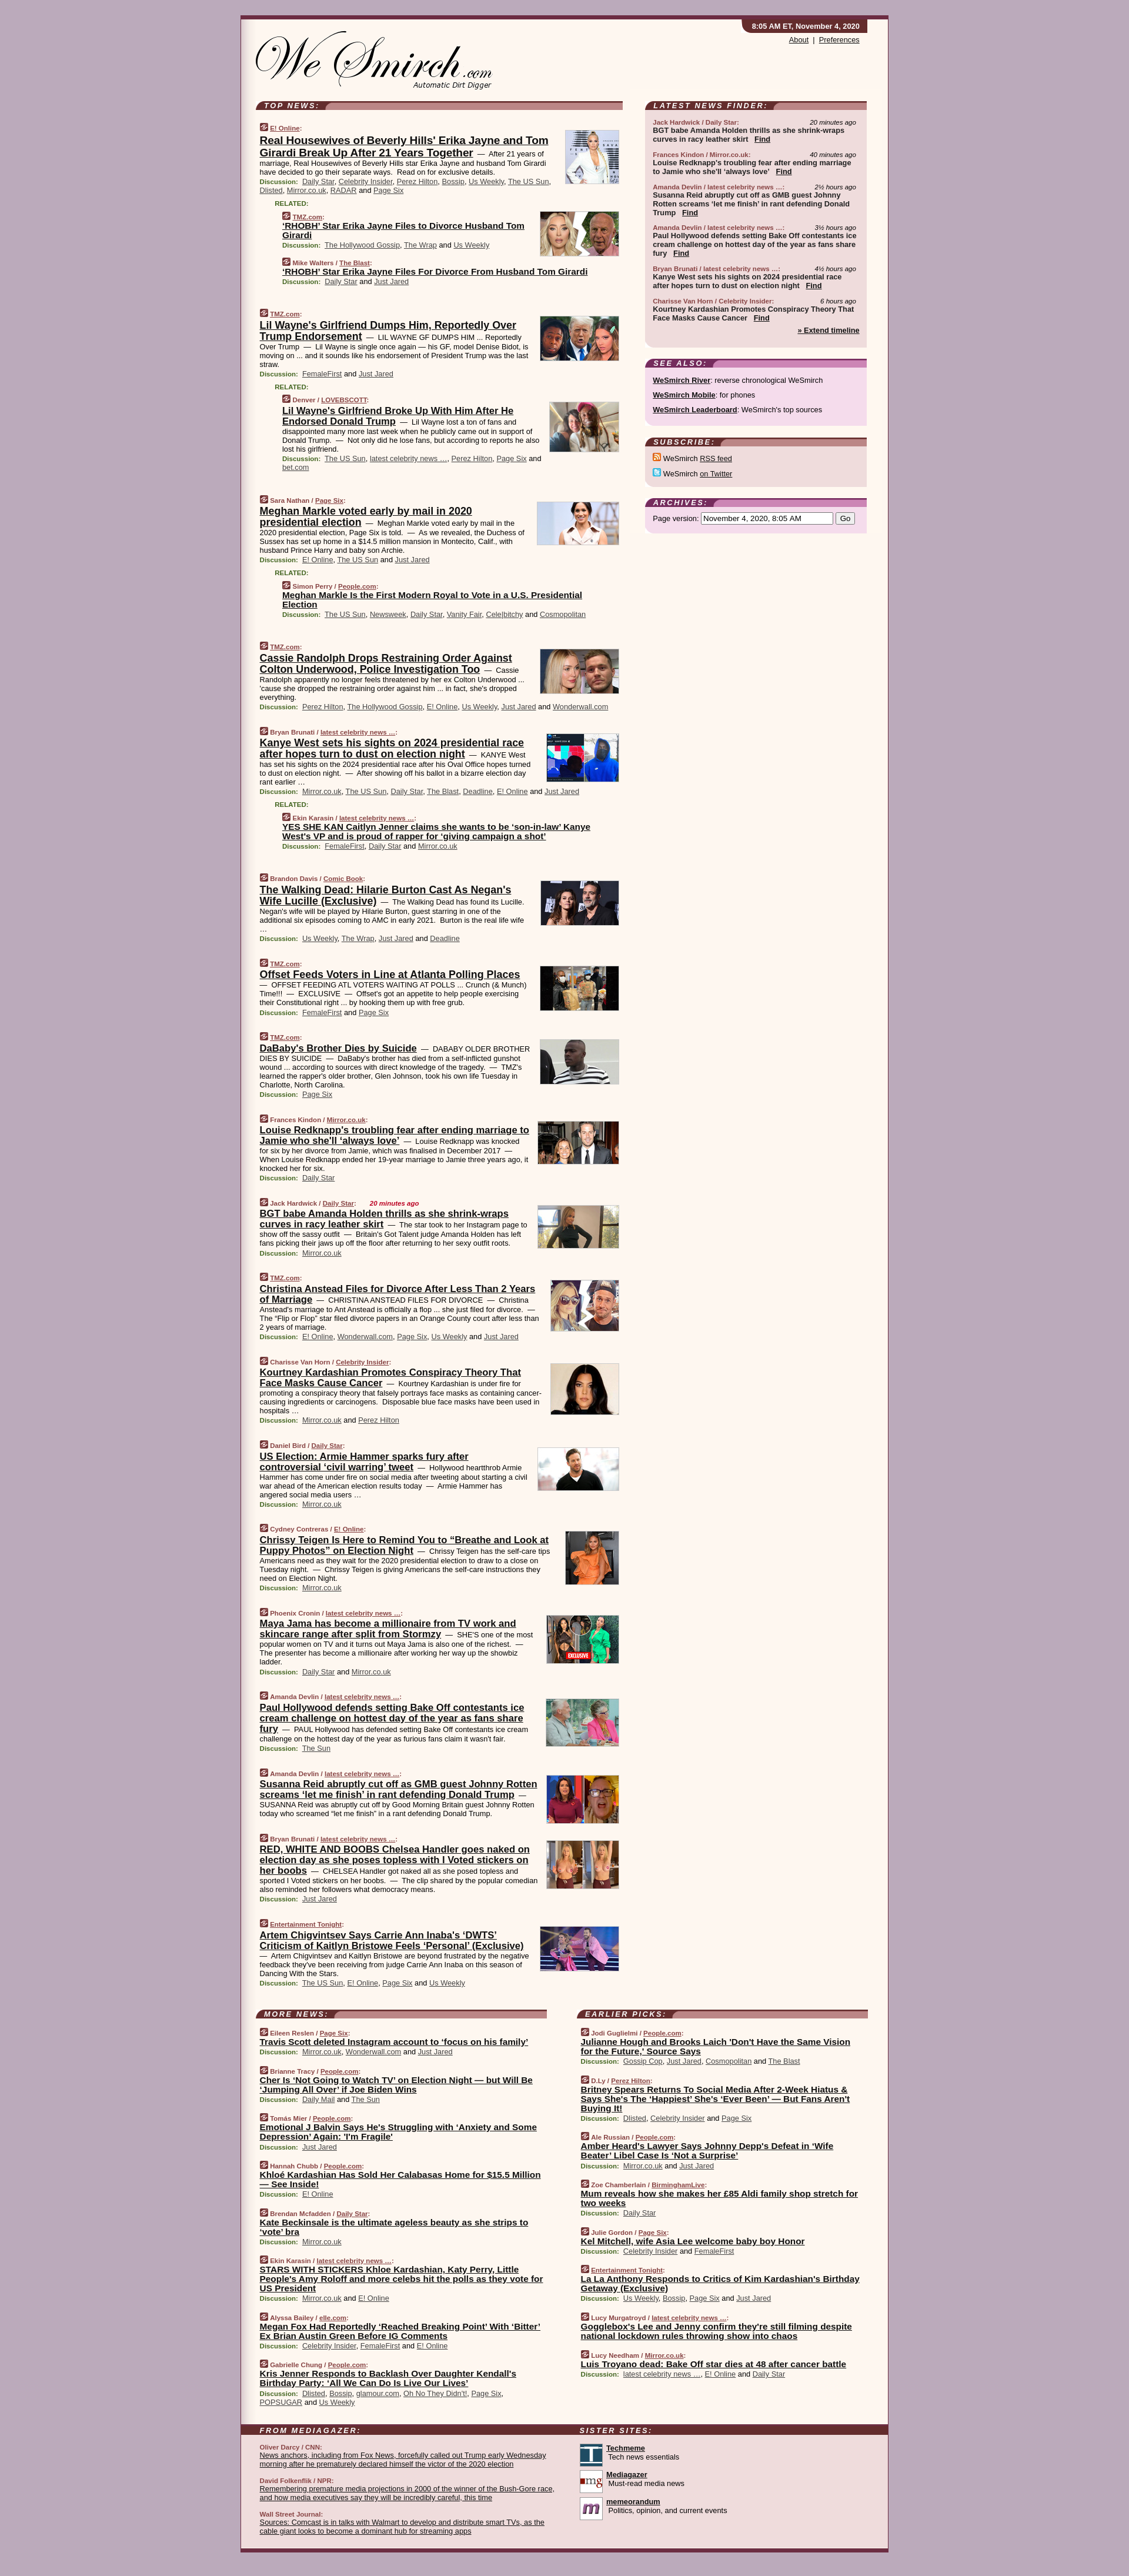 8:05 AM ET, November 4, 2020
About | Preferences
We Smirch.com
Automatic Dirt Digger
TOP NEWS:
E! Online:
Real Housewives of Beverly Hills' Erika Jayne and Tom
Girardi Break Up After 21 Years Together — After 21 years of
marriage, Real Housewives of Beverly Hills star Erika Jayne and husband Tom Girardi
have decided to go their separate ways. Read on for exclusive details.
Discussion: Daily Star, Celebrity Insider, Perez Hilton, Bossip, Us Weekly, The US Sun,
Dlisted, Mirror.co.uk, RADAR and Page Six
RELATED:
TMZ.com:
‘RHOBH’ Star Erika Jayne Files to Divorce Husband Tom
Girardi
Discussion: The Hollywood Gossip, The Wrap and Us Weekly
Mike Walters / The Blast:
‘RHOBH’ Star Erika Jayne Files For Divorce From Husband Tom Girardi
Discussion: Daily Star and Just Jared
TMZ.com:
Lil Wayne's Girlfriend Dumps Him, Reportedly Over
Trump Endorsement — LIL WAYNE GF DUMPS HIM ... Reportedly
Over Trump — Lil Wayne is single once again — his GF, model Denise Bidot, is
moving on ... and it sounds like his endorsement of President Trump was the last
straw.
Discussion: FemaleFirst and Just Jared
RELATED:
Denver / LOVEBSCOTT:
Lil Wayne's Girlfriend Broke Up With Him After He
Endorsed Donald Trump — Lil Wayne lost a ton of fans and
disappointed many more last week when he publicly came out in support of
Donald Trump. — Not only did he lose fans, but according to reports he also
lost his girlfriend.
Discussion: The US Sun, latest celebrity news …, Perez Hilton, Page Six and
bet.com
Sara Nathan / Page Six:
Meghan Markle voted early by mail in 2020
presidential election — Meghan Markle voted early by mail in the
2020 presidential election, Page Six is told. — As we revealed, the Duchess of
Sussex has set up home in a $14.5 million mansion in Montecito, Calif., with
husband Prince Harry and baby son Archie.
Discussion: E! Online, The US Sun and Just Jared
RELATED:
Simon Perry / People.com:
Meghan Markle Is the First Modern Royal to Vote in a U.S. Presidential
Election
Discussion: The US Sun, Newsweek, Daily Star, Vanity Fair, Cele|bitchy and Cosmopolitan
TMZ.com:
Cassie Randolph Drops Restraining Order Against
Colton Underwood, Police Investigation Too — Cassie
Randolph apparently no longer feels threatened by her ex Colton Underwood ...
'cause she dropped the restraining order against him ... in fact, she's dropped
everything.
Discussion: Perez Hilton, The Hollywood Gossip, E! Online, Us Weekly, Just Jared and Wonderwall.com
Bryan Brunati / latest celebrity news …:
Kanye West sets his sights on 2024 presidential race
after hopes turn to dust on election night — KANYE West
has set his sights on the 2024 presidential race after his Oval Office hopes turned
to dust on election night. — After showing off his ballot in a bizarre election day
rant earlier …
Discussion: Mirror.co.uk, The US Sun, Daily Star, The Blast, Deadline, E! Online and Just Jared
RELATED:
Ekin Karasin / latest celebrity news …:
YES SHE KAN Caitlyn Jenner claims she wants to be ‘son-in-law’ Kanye
West's VP and is proud of rapper for ‘giving campaign a shot’
Discussion: FemaleFirst, Daily Star and Mirror.co.uk
Brandon Davis / Comic Book:
The Walking Dead: Hilarie Burton Cast As Negan's
Wife Lucille (Exclusive) — The Walking Dead has found its Lucille.
Negan's wife will be played by Hilarie Burton, guest starring in one of the
additional six episodes coming to AMC in early 2021. Burton is the real life wife
…
Discussion: Us Weekly, The Wrap, Just Jared and Deadline
TMZ.com:
Offset Feeds Voters in Line at Atlanta Polling Places
— OFFSET FEEDING ATL VOTERS WAITING AT POLLS ... Crunch (& Munch)
Time!!! — EXCLUSIVE — Offset's got an appetite to help people exercising
their Constitutional right ... by hooking them up with free grub.
Discussion: FemaleFirst and Page Six
TMZ.com:
DaBaby's Brother Dies by Suicide — DABABY OLDER BROTHER
DIES BY SUICIDE — DaBaby's brother has died from a self-inflicted gunshot
wound ... according to sources with direct knowledge of the tragedy. — TMZ's
learned the rapper's older brother, Glen Johnson, took his own life Tuesday in
Charlotte, North Carolina.
Discussion: Page Six
Frances Kindon / Mirror.co.uk:
Louise Redknapp's troubling fear after ending marriage to
Jamie who she'll ‘always love’ — Louise Redknapp was knocked
for six by her divorce from Jamie, which was finalised in December 2017 —
When Louise Redknapp ended her 19-year marriage to Jamie three years ago, it
knocked her for six.
Discussion: Daily Star
Jack Hardwick / Daily Star: 20 minutes ago
BGT babe Amanda Holden thrills as she shrink-wraps
curves in racy leather skirt — The star took to her Instagram page to
show off the sassy outfit — Britain's Got Talent judge Amanda Holden has left
fans picking their jaws up off the floor after returning to her sexy outfit roots.
Discussion: Mirror.co.uk
TMZ.com:
Christina Anstead Files for Divorce After Less Than 2 Years
of Marriage — CHRISTINA ANSTEAD FILES FOR DIVORCE — Christina
Anstead's marriage to Ant Anstead is officially a flop ... she just filed for divorce. —
The “Flip or Flop” star filed divorce papers in an Orange County court after less than
2 years of marriage.
Discussion: E! Online, Wonderwall.com, Page Six, Us Weekly and Just Jared
Charisse Van Horn / Celebrity Insider:
Kourtney Kardashian Promotes Conspiracy Theory That
Face Masks Cause Cancer — Kourtney Kardashian is under fire for
promoting a conspiracy theory that falsely portrays face masks as containing cancer-
causing ingredients or carcinogens. Disposable blue face masks have been used in
hospitals …
Discussion: Mirror.co.uk and Perez Hilton
Daniel Bird / Daily Star:
US Election: Armie Hammer sparks fury after
controversial ‘civil warring’ tweet — Hollywood heartthrob Armie
Hammer has come under fire on social media after tweeting about starting a civil
war ahead of the American election results today — Armie Hammer has
angered social media users …
Discussion: Mirror.co.uk
Cydney Contreras / E! Online:
Chrissy Teigen Is Here to Remind You to “Breathe and Look at
Puppy Photos” on Election Night — Chrissy Teigen has the self-care tips
Americans need as they wait for the 2020 presidential election to draw to a close on
Tuesday night. — Chrissy Teigen is giving Americans the self-care instructions they
need on Election Night.
Discussion: Mirror.co.uk
Phoenix Cronin / latest celebrity news …:
Maya Jama has become a millionaire from TV work and
skincare range after split from Stormzy — SHE'S one of the most
popular women on TV and it turns out Maya Jama is also one of the richest. —
The presenter has become a millionaire after working her way up the showbiz
ladder.
Discussion: Daily Star and Mirror.co.uk
EXCLUSIVE
Amanda Devlin / latest celebrity news …:
Paul Hollywood defends setting Bake Off contestants ice
cream challenge on hottest day of the year as fans share
fury — PAUL Hollywood has defended setting Bake Off contestants ice cream
challenge on the hottest day of the year as furious fans claim it wasn't fair.
Discussion: The Sun
Amanda Devlin / latest celebrity news …:
Susanna Reid abruptly cut off as GMB guest Johnny Rotten
screams ‘let me finish’ in rant defending Donald Trump —
SUSANNA Reid was abruptly cut off by Good Morning Britain guest Johnny Rotten
today who screamed “let me finish” in a rant defending Donald Trump.
Bryan Brunati / latest celebrity news …:
RED, WHITE AND BOOBS Chelsea Handler goes naked on
election day as she poses topless with I Voted stickers on
her boobs — CHELSEA Handler got naked all as she posed topless and
sported I Voted stickers on her boobs. — The clip shared by the popular comedian
also reminded her followers what democracy means.
Discussion: Just Jared
Entertainment Tonight:
Artem Chigvintsev Says Carrie Ann Inaba's ‘DWTS’
Criticism of Kaitlyn Bristowe Feels ‘Personal’ (Exclusive)
— Artem Chigvintsev and Kaitlyn Bristowe are beyond frustrated by the negative
feedback they've been receiving from judge Carrie Ann Inaba on this season of
Dancing With the Stars.
Discussion: The US Sun, E! Online, Page Six and Us Weekly
LATEST NEWS FINDER:
Jack Hardwick / Daily Star: 20 minutes ago
BGT babe Amanda Holden thrills as she shrink-wraps
curves in racy leather skirt Find
Frances Kindon / Mirror.co.uk: 40 minutes ago
Louise Redknapp's troubling fear after ending marriage
to Jamie who she'll ‘always love’ Find
Amanda Devlin / latest celebrity news …: 2½ hours ago
Susanna Reid abruptly cut off as GMB guest Johnny
Rotten screams ‘let me finish’ in rant defending Donald
Trump Find
Amanda Devlin / latest celebrity news …: 3½ hours ago
Paul Hollywood defends setting Bake Off contestants ice
cream challenge on hottest day of the year as fans share
fury Find
Bryan Brunati / latest celebrity news …: 4½ hours ago
Kanye West sets his sights on 2024 presidential race
after hopes turn to dust on election night Find
Charisse Van Horn / Celebrity Insider: 6 hours ago
Kourtney Kardashian Promotes Conspiracy Theory That
Face Masks Cause Cancer Find
» Extend timeline
SEE ALSO:
WeSmirch River: reverse chronological WeSmirch
WeSmirch Mobile: for phones
WeSmirch Leaderboard: WeSmirch's top sources
SUBSCRIBE:
WeSmirch RSS feed
WeSmirch on Twitter
ARCHIVES:
Page version: November 4, 2020, 8:05 AM Go
MORE NEWS:
Eileen Reslen / Page Six:
Travis Scott deleted Instagram account to ‘focus on his family’
Discussion: Mirror.co.uk, Wonderwall.com and Just Jared
Brianne Tracy / People.com:
Cher Is ‘Not Going to Watch TV’ on Election Night — but Will Be
‘Jumping All Over’ if Joe Biden Wins
Discussion: Daily Mail and The Sun
Tomás Mier / People.com:
Emotional J Balvin Says He's Struggling with ‘Anxiety and Some
Depression’ Again: 'I'm Fragile'
Discussion: Just Jared
Hannah Chubb / People.com:
Khloé Kardashian Has Sold Her Calabasas Home for $15.5 Million
— See Inside!
Discussion: E! Online
Brendan Mcfadden / Daily Star:
Kate Beckinsale is the ultimate ageless beauty as she strips to
‘vote’ bra
Discussion: Mirror.co.uk
Ekin Karasin / latest celebrity news …:
STARS WITH STICKERS Khloe Kardashian, Katy Perry, Little
People's Amy Roloff and more celebs hit the polls as they vote for
US President
Discussion: Mirror.co.uk and E! Online
Alyssa Bailey / elle.com:
Megan Fox Had Reportedly ‘Reached Breaking Point’ With ‘Bitter’
Ex Brian Austin Green Before IG Comments
Discussion: Celebrity Insider, FemaleFirst and E! Online
Gabrielle Chung / People.com:
Kris Jenner Responds to Backlash Over Daughter Kendall's
Birthday Party: ‘All We Can Do Is Live Our Lives’
Discussion: Dlisted, Bossip, glamour.com, Oh No They Didn't!, Page Six,
POPSUGAR and Us Weekly
EARLIER PICKS:
Jodi Guglielmi / People.com:
Julianne Hough and Brooks Laich 'Don't Have the Same Vision
for the Future,' Source Says
Discussion: Gossip Cop, Just Jared, Cosmopolitan and The Blast
D.Ly / Perez Hilton:
Britney Spears Returns To Social Media After 2-Week Hiatus &
Says She's The ‘Happiest’ She's ‘Ever Been’ — But Fans Aren't
Buying It!
Discussion: Dlisted, Celebrity Insider and Page Six
Ale Russian / People.com:
Amber Heard's Lawyer Says Johnny Depp's Defeat in ‘Wife
Beater’ Libel Case Is ‘Not a Surprise’
Discussion: Mirror.co.uk and Just Jared
Zoe Chamberlain / BirminghamLive:
Mum reveals how she makes her £85 Aldi family shop stretch for
two weeks
Discussion: Daily Star
Julie Gordon / Page Six:
Kel Mitchell, wife Asia Lee welcome baby boy Honor
Discussion: Celebrity Insider and FemaleFirst
Entertainment Tonight:
La La Anthony Responds to Critics of Kim Kardashian's Birthday
Getaway (Exclusive)
Discussion: Us Weekly, Bossip, Page Six and Just Jared
Lucy Murgatroyd / latest celebrity news …:
Gogglebox's Lee and Jenny confirm they're still filming despite
national lockdown rules throwing show into chaos
Lucy Needham / Mirror.co.uk:
Luis Troyano dead: Bake Off star dies at 48 after cancer battle
Discussion: latest celebrity news …, E! Online and Daily Star
FROM MEDIAGAZER:
Oliver Darcy / CNN:
News anchors, including from Fox News, forcefully called out Trump early Wednesday
morning after he prematurely declared himself the victor of the 2020 election
David Folkenflik / NPR:
Remembering premature media projections in 2000 of the winner of the Bush-Gore race,
and how media executives say they will be incredibly careful, this time
Wall Street Journal:
Sources: Comcast is in talks with Walmart to develop and distribute smart TVs, as the
cable giant looks to become a dominant hub for streaming apps
SISTER SITES:
T
Techmeme
Tech news essentials
mg
Mediagazer
Must-read media news
m
memeorandum
Politics, opinion, and current events